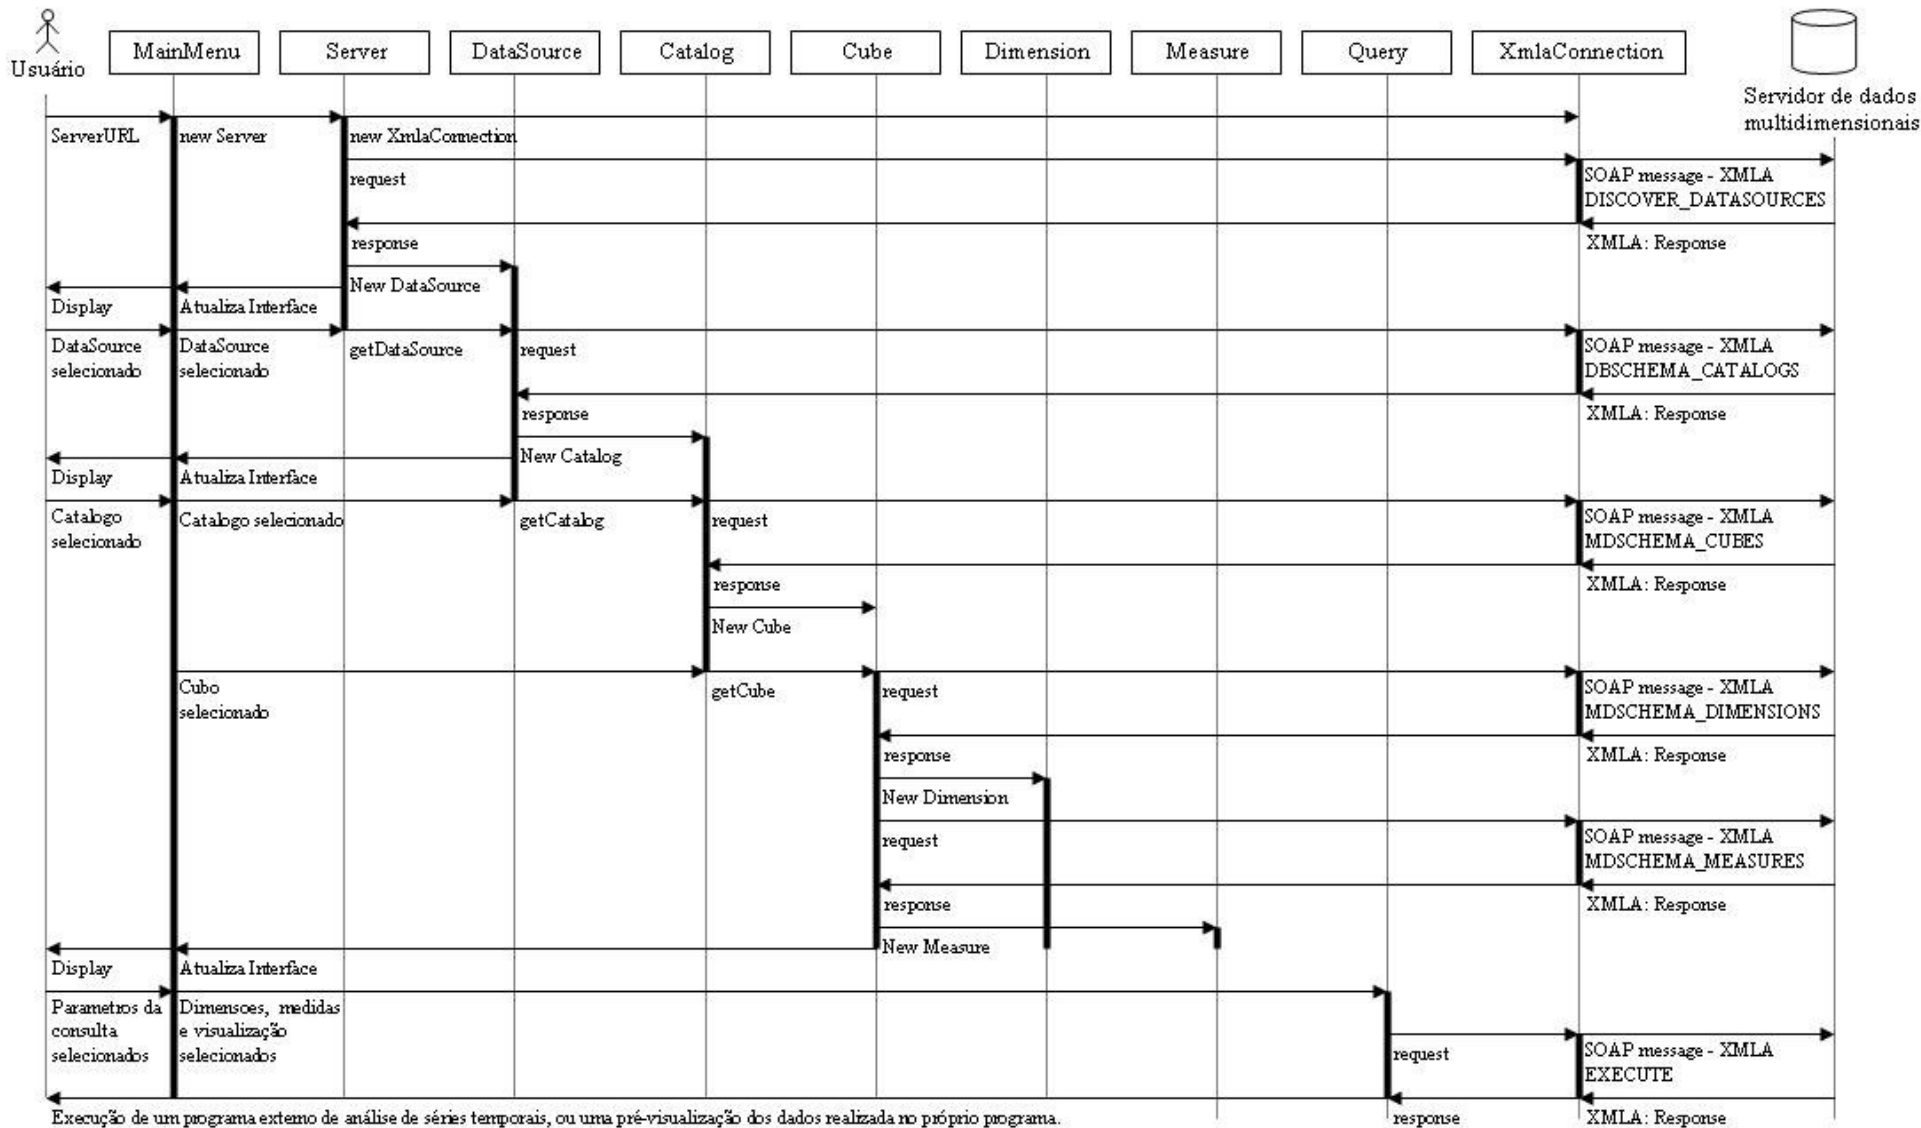 Usuário
MainMenu
Server
DataSource
Catalog
Cube
Dimension
Measure
Query
XmlaConnection
Servidor de dados
multidimensionais
ServerURL
new Server
new XmlaConnection
request
SOAP message - XMLA
DISCOVER_DATASOURCES
response
XMLA: Response
New DataSource
Display
Atualiza Interface
DataSource
selecionado
DataSource
selecionado
getDataSource
request
SOAP message - XMLA
DBSCHEMA_CATALOGS
response
XMLA: Response
New Catalog
Display
Atualiza Interface
Catalogo
selecionado
Catalogo selecionado
getCatalog
request
SOAP message - XMLA
MDSCHEMA_CUBES
response
XMLA: Response
New Cube
Cubo
selecionado
getCube
request
SOAP message - XMLA
MDSCHEMA_DIMENSIONS
response
XMLA: Response
New Dimension
request
SOAP message - XMLA
MDSCHEMA_MEASURES
response
XMLA: Response
New Measure
Display
Atualiza Interface
Parametros da
consulta
selecionados
Dimensoes, medidas
e visualização
selecionados
request
SOAP message - XMLA
EXECUTE
Execução de um programa externo de análise de séries temporais, ou uma pré-visualização dos dados realizada no próprio programa.
response
XMLA: Response